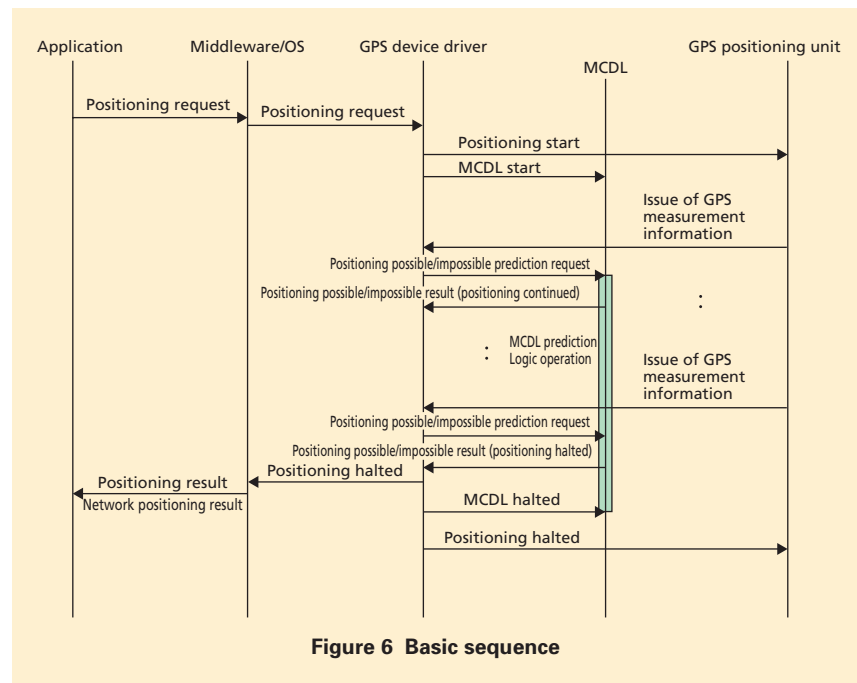 Application
Middleware/OS
GPS device driver
GPS positioning unit
MCDL
Positioning request
Positioning request
Positioning start
MCDL start
Issue of GPS
measurement
information
Positioning possible/impossible prediction request
Positioning possible/impossible result (positioning continued)
:
: MCDL prediction
Logic operation
Issue of GPS
measurement
information
Positioning possible/impossible prediction request
Positioning possible/impossible result (positioning halted)
Positioning halted
Positioning result
Network positioning result
MCDL halted
Positioning halted
Figure 6 Basic sequence